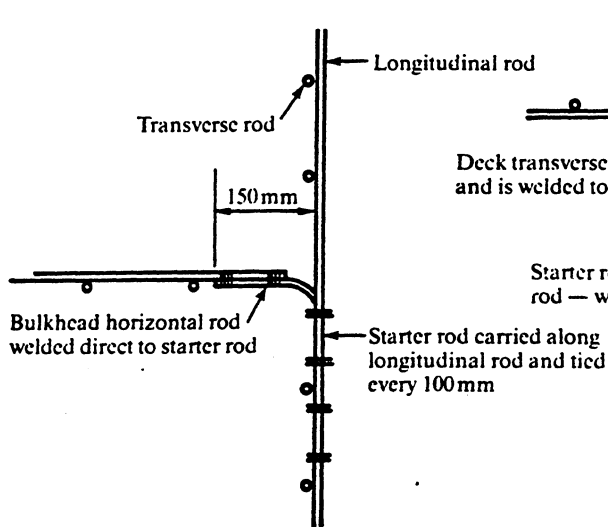 Longitudinal rod
Transverse rod
150mm
Deck transverse
and is welded to
Starter r
rod — w
Bulkhead horizontal rod
welded direct to starter rod
Starter rod carried along
longitudinal rod and tied
every 100mm